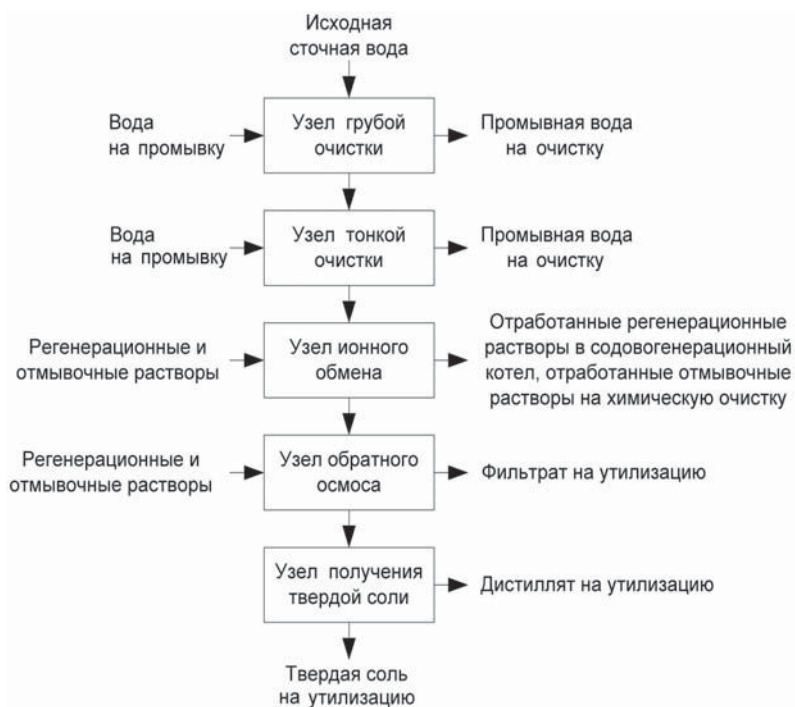 Исходная
сточная вода
Вода
на промывку
Узел грубой
очистки
Промывная вода
на очистку
Вода
на промывку
Узел тонкой
очистки
Промывная вода
на очистку
Регенерационные и
отмывочные растворы
Узел ионного
обмена
Отработанные регенерационные
растворы в содовогенерационный
котел, отработанные отмывочные
растворы на химическую очистку
Регенерационные и
отмывочные растворы
Узел обратного
осмоса
Фильтрат на утилизацию
Узел получения
твердой соли
Дистиллят на утилизацию
Твердая соль
на утилизацию